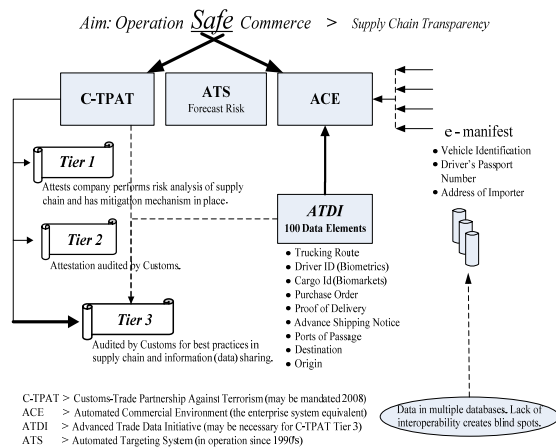 Aim: Operation Safe Commerce > Supply Chain Transparency
C-TPAT
ATS
Forecast Risk
ACE
e-manifest
• Vehicle Identification
• Driver's Passport
Number
• Address of Importer
Tier 1
Attests company performs risk analysis of supply
chain and has mitigation mechanism in place.
Tier 2
Attestation audited by Customs.
Tier 3
Audited by Customs for best practices in
supply chain and information (data) sharing.
ATDI
100 Data Elements
• Trucking Route
• Driver ID (Biometrics)
• Cargo Id (Biomarkets)
• Purchase Order
• Proof of Delivery
• Advance Shipping Notice
• Ports of Passage
• Destination
• Origin
Data in multiple databases. Lack of
interoperability creates blind spots.
C-TPAT > Customs-Trade Partnership Against Terrorism (may be mandated 2008)
ACE > Automated Commercial Environment (the enterprise system equivalent)
ATDI > Advanced Trade Data Initiative (may be necessary for C-TPAT Tier 3)
ATS > Automated Targeting System (in operation since 1990's)